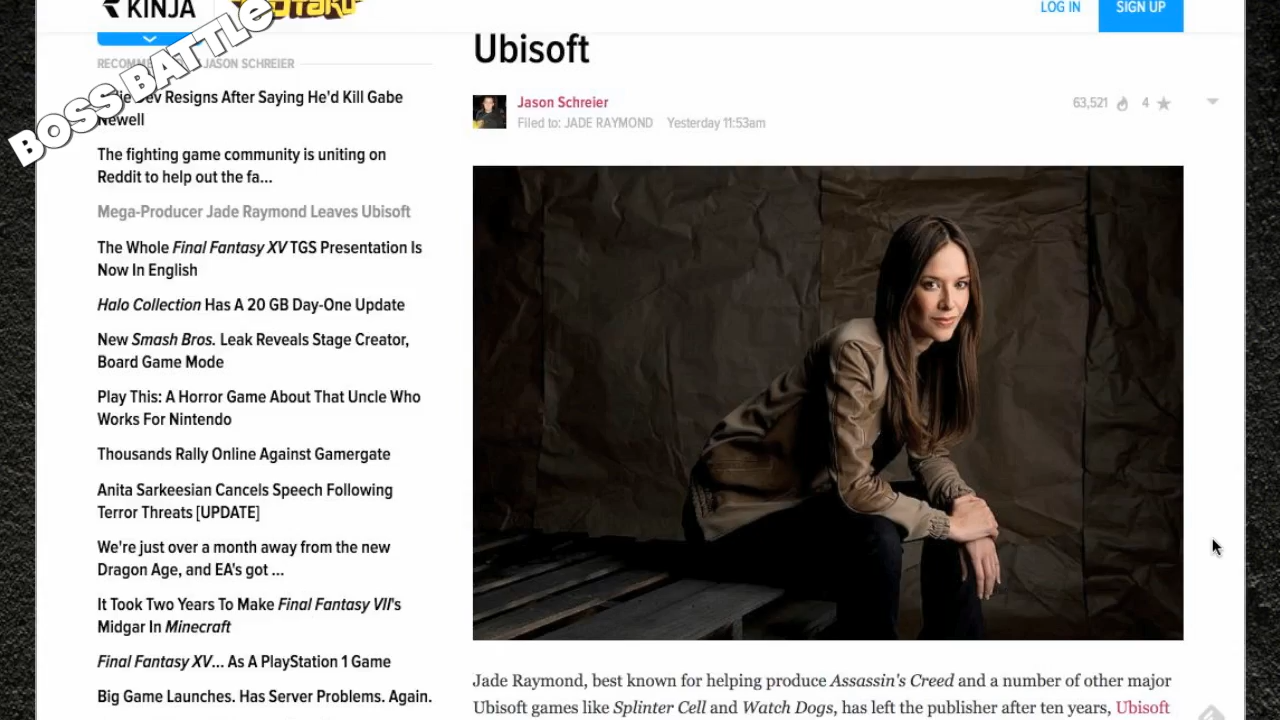 KINJA
LOG IN
SIGN UP
BOSS BATTLE
Ubisoft
Jason Schreier
Filed to: JADE RAYMOND Yesterday 11:53am
63,521 4
JASON SCHREIER
Dev Resigns After Saying He'd Kill Gabe
Newell
The fighting game community is uniting on
Reddit to help out the fa...
Mega-Producer Jade Raymond Leaves Ubisoft
The Whole Final Fantasy XV TGS Presentation Is
Now In English
Halo Collection Has A 20 GB Day-One Update
New Smash Bros. Leak Reveals Stage Creator,
Board Game Mode
Play This: A Horror Game About That Uncle Who
Works For Nintendo
Thousands Rally Online Against Gamergate
Anita Sarkeesian Cancels Speech Following
Terror Threats [UPDATE]
We're just over a month away from the new
Dragon Age, and EA's got ...
It Took Two Years To Make Final Fantasy VII's
Midgar In Minecraft
Final Fantasy XV... As A PlayStation 1 Game
Big Game Launches. Has Server Problems. Again.
Jade Raymond, best known for helping produce Assassin's Creed and a number of other major
Ubisoft games like Splinter Cell and Watch Dogs, has left the publisher after ten years, Ubisoft